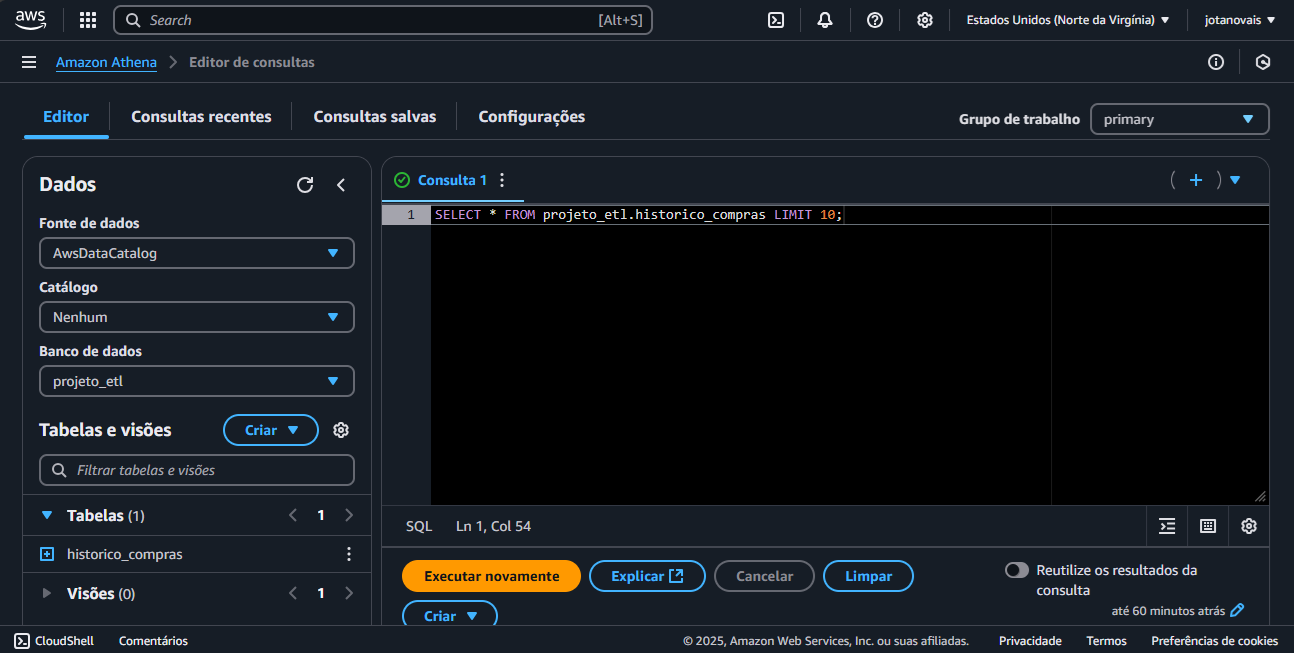 aws Search [Alt+S] Estados Unidos (Norte da Virgínia) jotanovais
Amazon Athena Editor de consultas
Editor Consultas recentes Consultas salvas Configurações Grupo de trabalho primary
Dados
Fonte de dados
AwsDataCatalog
Catálogo
Nenhum
Banco de dados
projeto_etl
Tabelas e visões Criar
Filtrar tabelas e visões
Tabelas (1) 1
historico_compras
Visões (0) 1
Consulta 1
1 SELECT * FROM projeto_etl.historico_compras LIMIT 10;
SQL Ln 1, Col 54
Executar novamente Explicar Cancelar Limpar
Criar
Reutilize os resultados da
consulta
até 60 minutos atrás
CloudShell Comentários © 2025, Amazon Web Services, Inc. ou suas afiliadas. Privacidade Termos Preferências de cookies